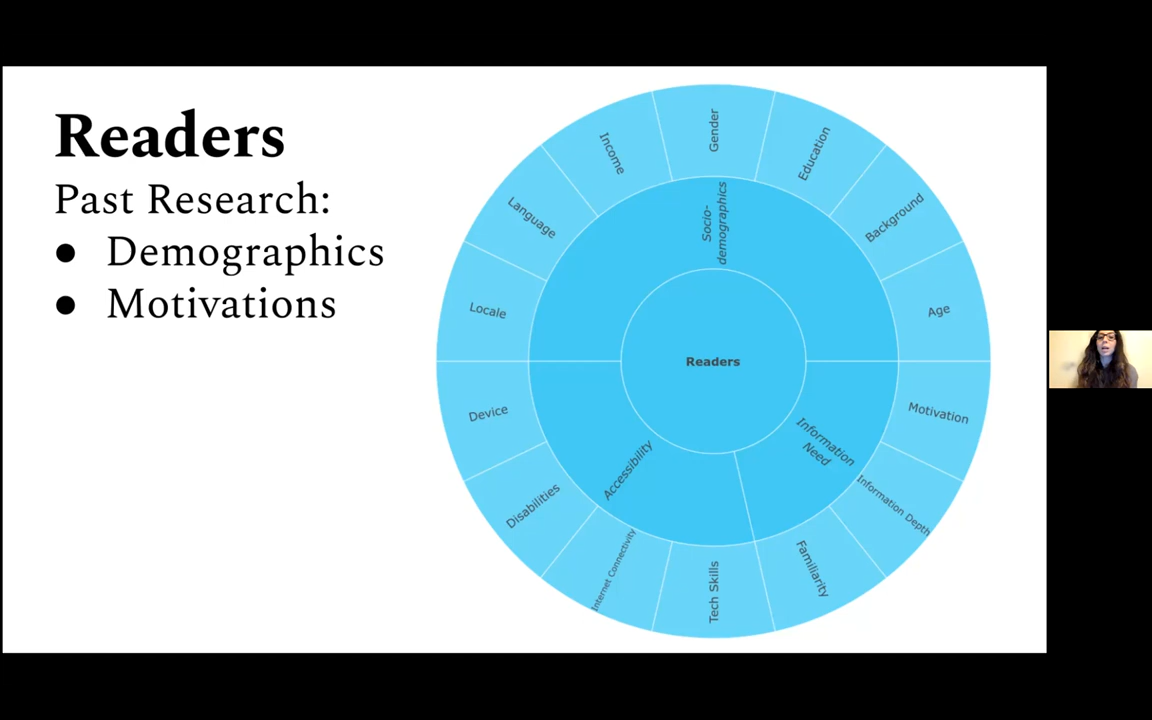 Readers
Past Research:
● Demographics
● Motivations
Gender
Education
Background
Age
Motivation
Information Depth
Familiarity
Tech Skills
Internet Connectivity
Disabilities
Device
Locale
Language
Income
Socio-
demographics
Information
Need
Accessibility
Readers